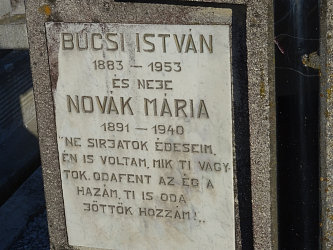 BUCSI ISTVÁN
1883 – 1953
ÉS NEJE
NOVÁK MÁRIA
1891 – 1940
"NE SIRJATOK ÉDESEIM,
ÉN IS VOLTAM, MIK TI VAGY
TOK. ODAFENT AZ ÉG A
HAZÁM, TI IS ODA
JÖTTÖK HOZZÁM!..